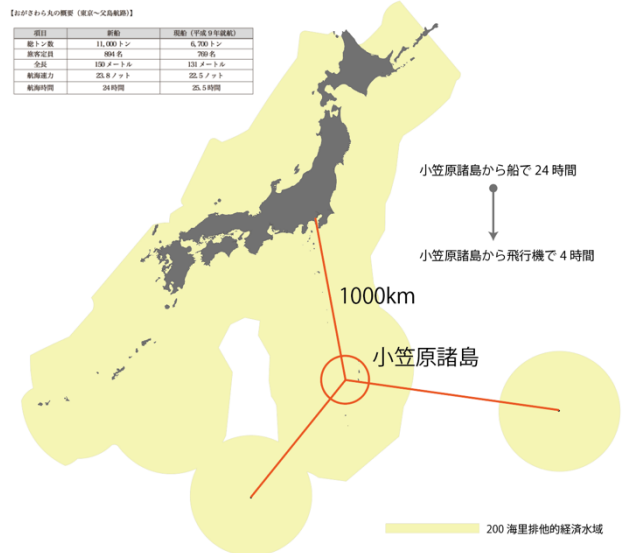 【おがさわら丸の概要（東京～父島航路）】
項目 新船 現船（平成９年就航）
総トン数 11,000トン 6,700トン
旅客定員 894名 769名
全長 150メートル 131メートル
航海速力 23.8ノット 22.5ノット
航海時間 24時間 25.5時間
小笠原諸島から船で 24 時間
小笠原諸島から飛行機で 4 時間
1000km
小笠原諸島
200 海里排他的経済水域